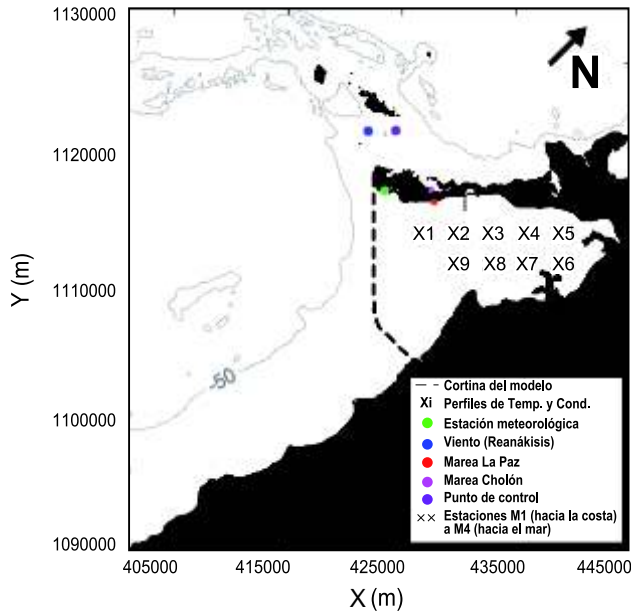 1130000
N
1120000
X1 X2 X3 X4 X5
X9 X8 X7 X6
Y (m)
1110000
-50
1100000
Cortina del modelo
Xi Perfiles de Temp. y Cond.
Estación meteorológica
Viento (Reanákisis)
Marea La Paz
Marea Cholón
Punto de control
×× Estaciones M1 (hacia la costa)
a M4 (hacia el mar)
1090000
405000 415000 425000 435000 445000
X (m)